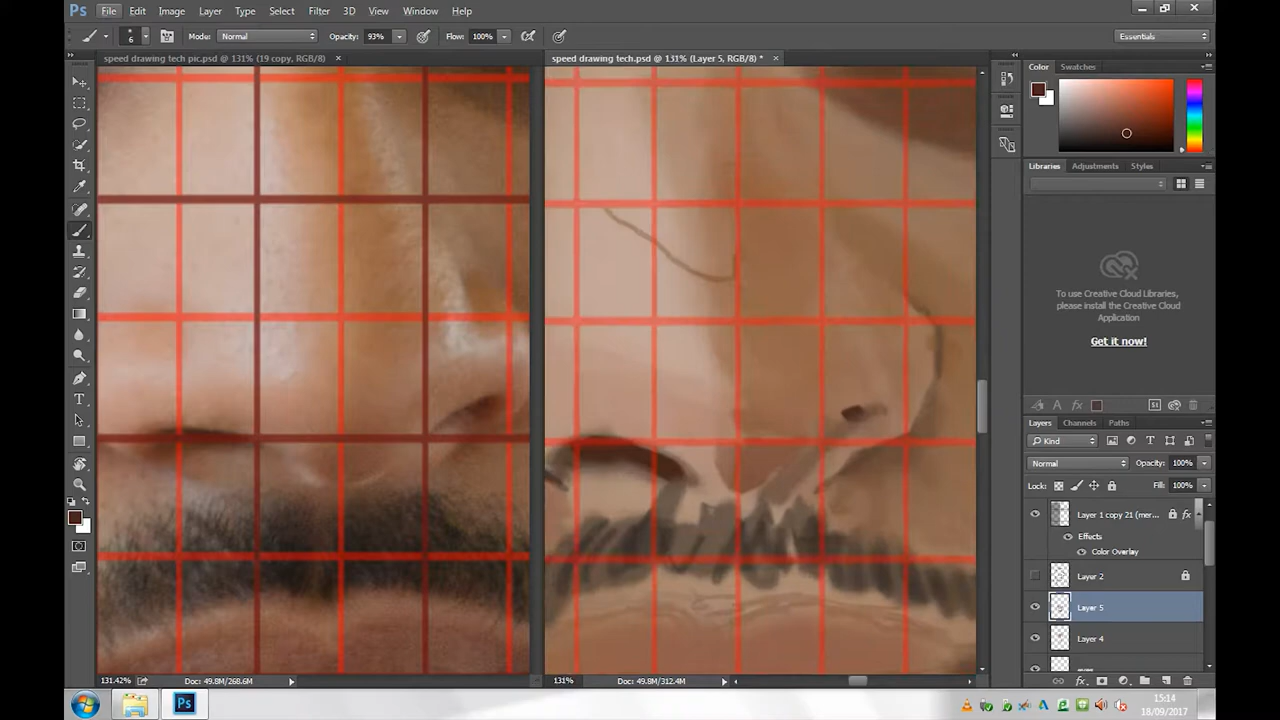 Ps File Edit Image Layer Type Select Filter 3D View Window Help
6 Mode: Normal Opacity: 93% Flow: 100% Essentials
speed drawing tech pic.psd @ 131% (19 copy, RGB/8) × speed drawing tech.psd @ 131% (Layer 5, RGB/8) * ×
Color Swatches
Libraries Adjustments Styles
To use Creative Cloud Libraries,
please install the Creative Cloud
Application
Get it now!
Layers Channels Paths
Kind
Normal Opacity: 100%
Lock: Fill: 100%
Layer 1 copy 21 (mer... fx
Effects
Color Overlay
Layer 2
Layer 5
Layer 4
131.42% Doc: 49.8M/268.6M 131% Doc: 49.8M/312.4M
Ps 15:14
18/09/2017